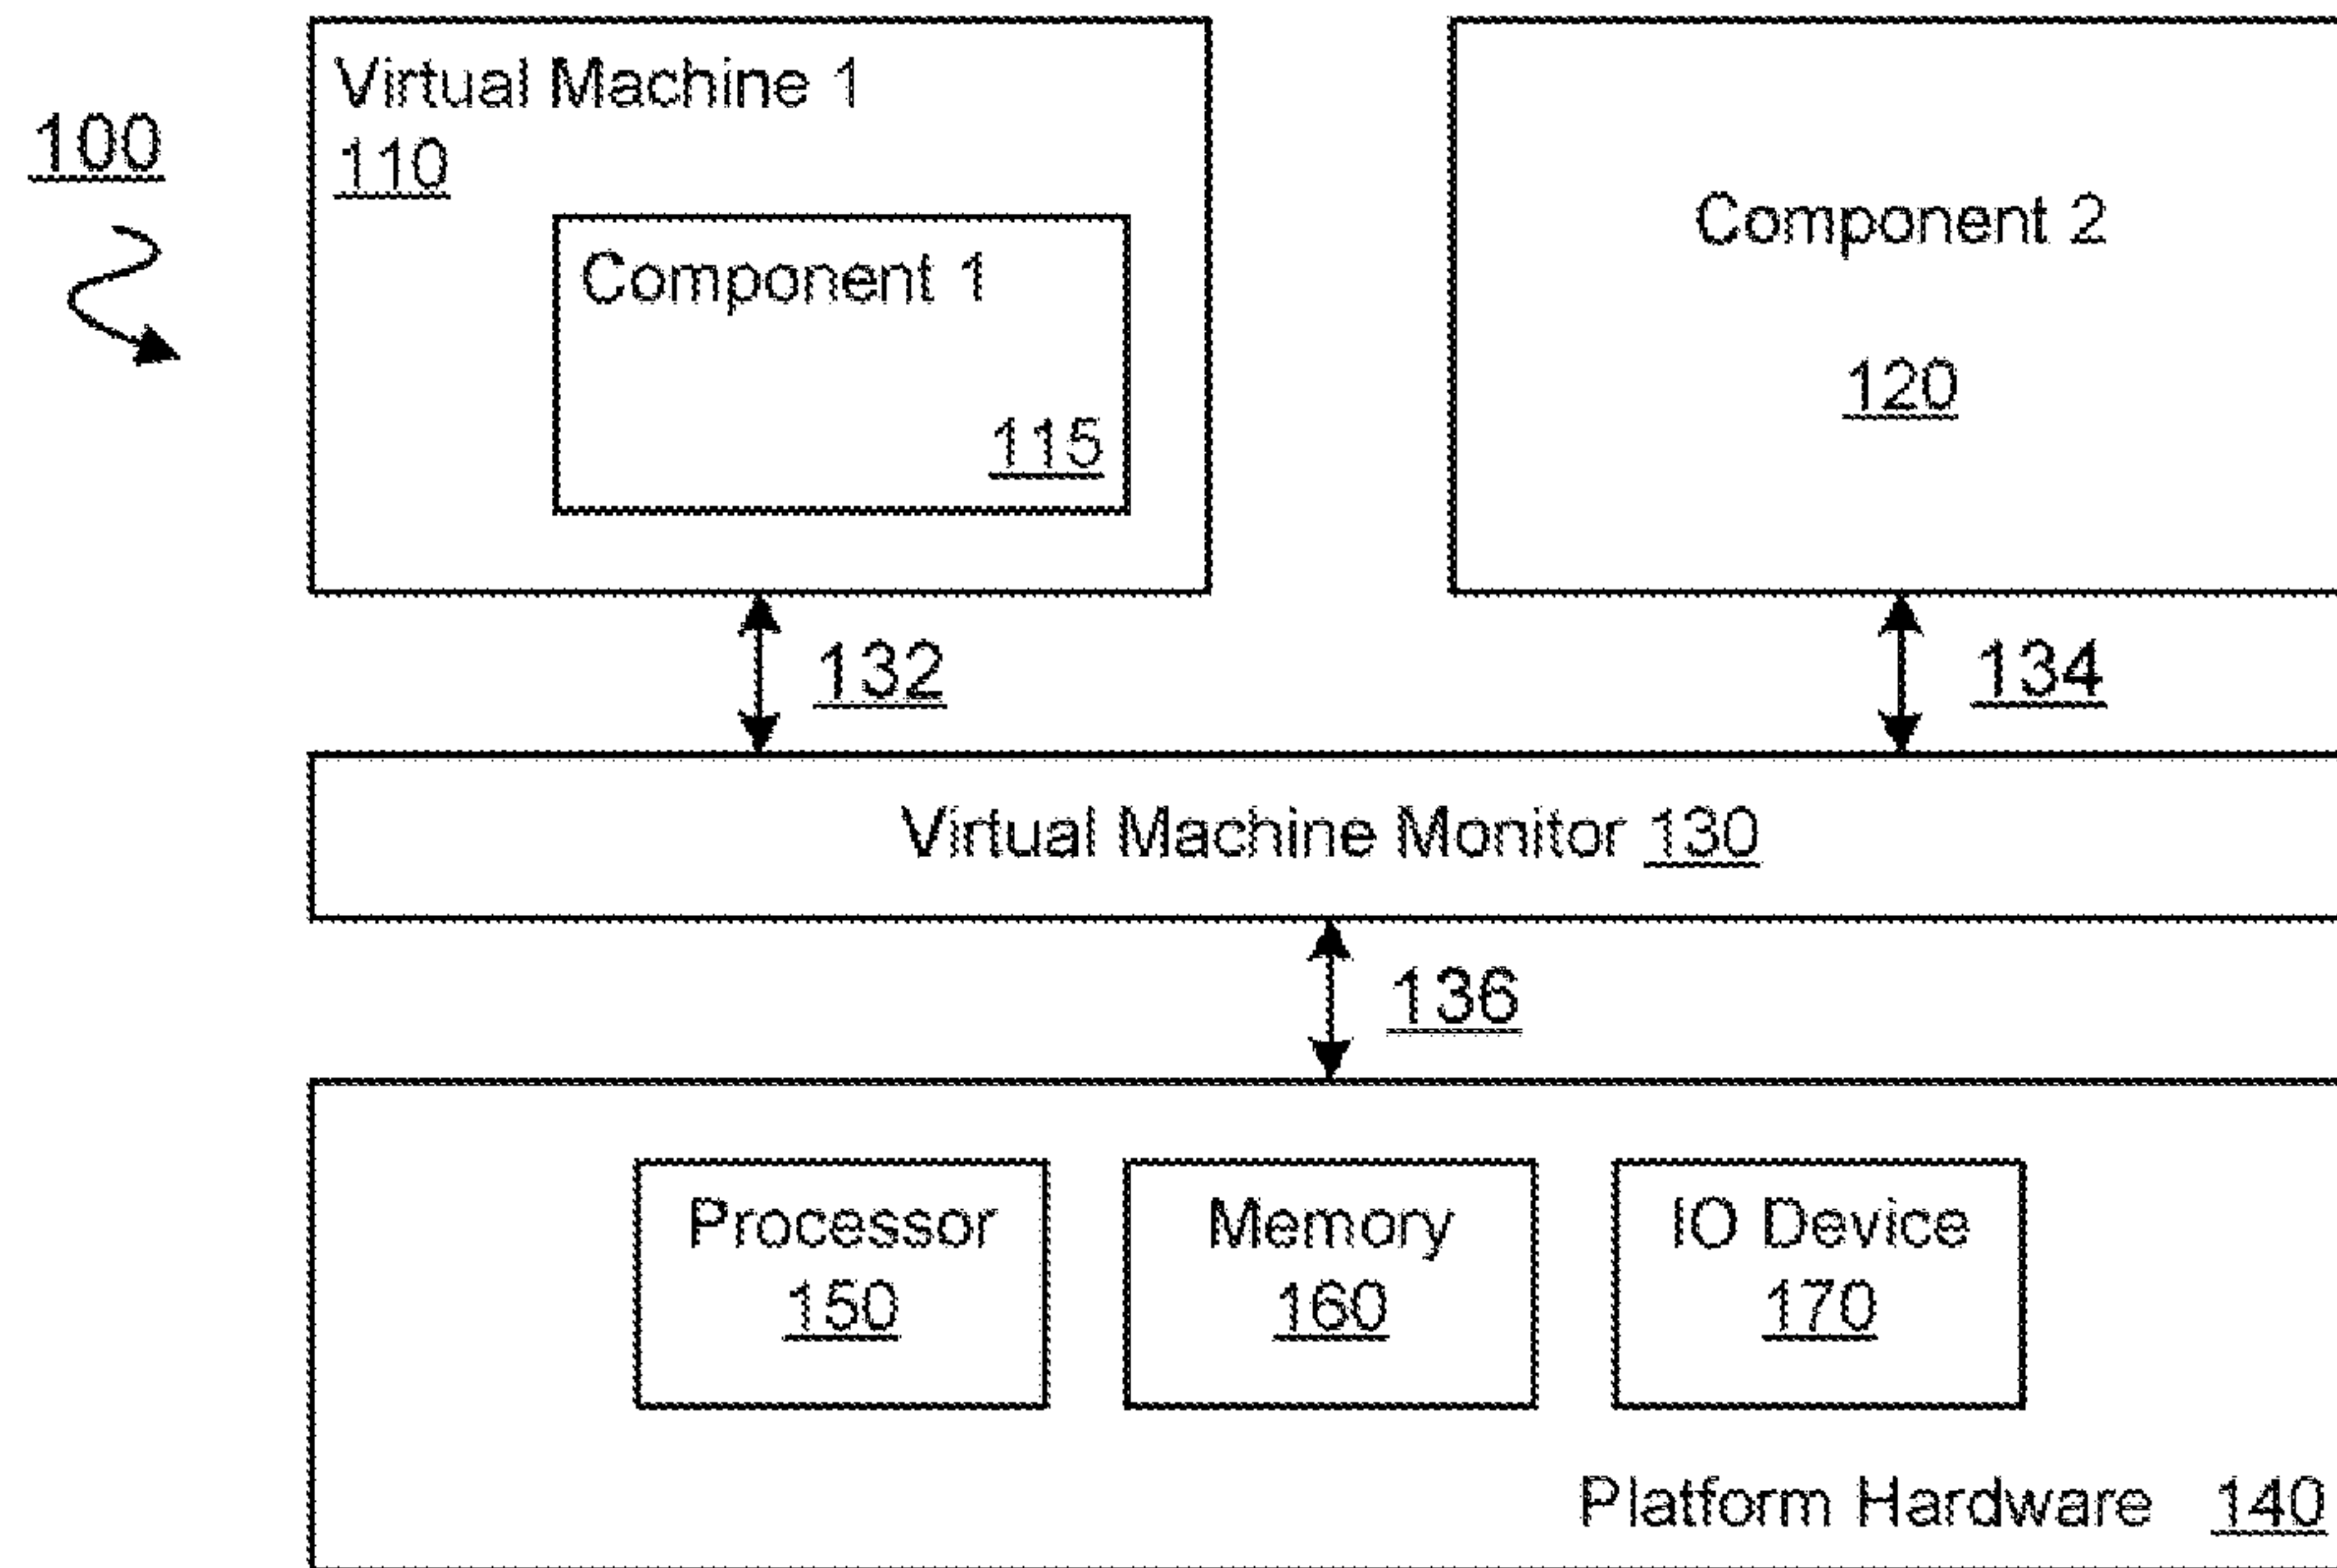 100
Virtual Machine 1
110
Component 1
115
Component 2
120
132
134
Virtual Machine Monitor 130
136
Processor
150
Memory
160
IO Device
170
Platform Hardware 140